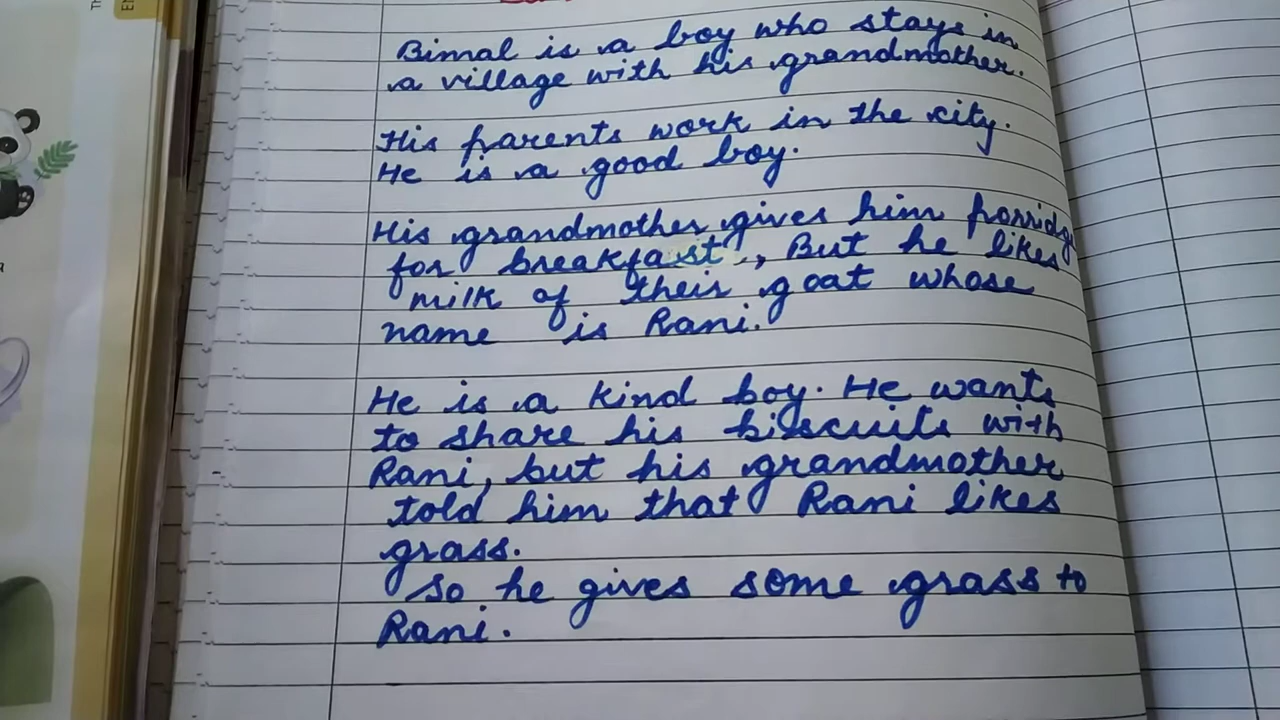 Bimal is a boy who stays in
a village with his grandmother.
His parents work in the city.
He is a good boy.
His grandmother gives him porridge
for breakfast, But he likes
milk of their goat whose
name is Rani.
He is a kind boy. He wants
to share his biscuits with
Rani, but his grandmother
told him that Rani likes
grass.
So he gives some grass to
Rani.